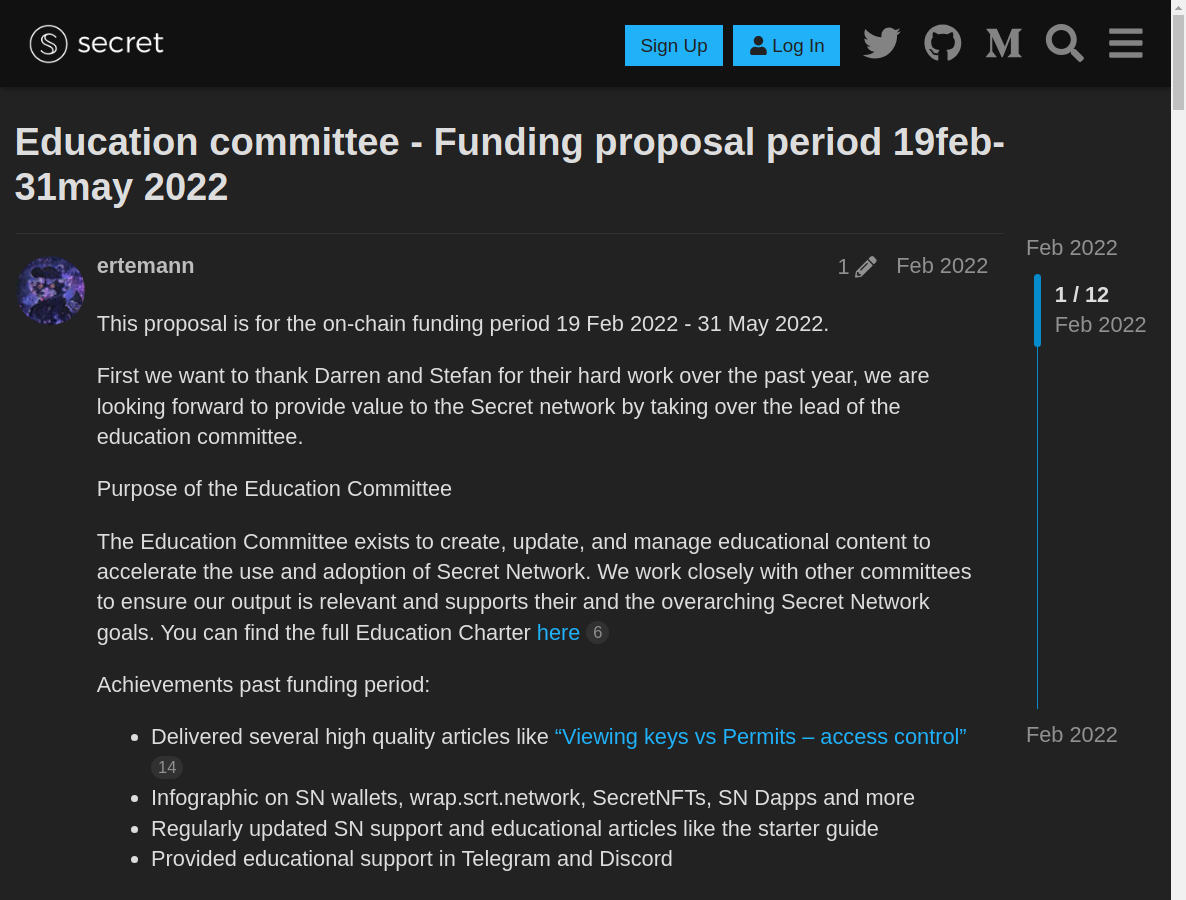 secret
Sign Up
Log In
Education committee - Funding proposal period 19feb-
31may 2022
ertemann
1
Feb 2022
Feb 2022
1 / 12
Feb 2022
This proposal is for the on-chain funding period 19 Feb 2022 - 31 May 2022.
First we want to thank Darren and Stefan for their hard work over the past year, we are
looking forward to provide value to the Secret network by taking over the lead of the
education committee.
Purpose of the Education Committee
The Education Committee exists to create, update, and manage educational content to
accelerate the use and adoption of Secret Network. We work closely with other committees
to ensure our output is relevant and supports their and the overarching Secret Network
goals. You can find the full Education Charter here 6
Achievements past funding period:
• Delivered several high quality articles like “Viewing keys vs Permits – access control”
14
• Infographic on SN wallets, wrap.scrt.network, SecretNFTs, SN Dapps and more
• Regularly updated SN support and educational articles like the starter guide
• Provided educational support in Telegram and Discord
Feb 2022